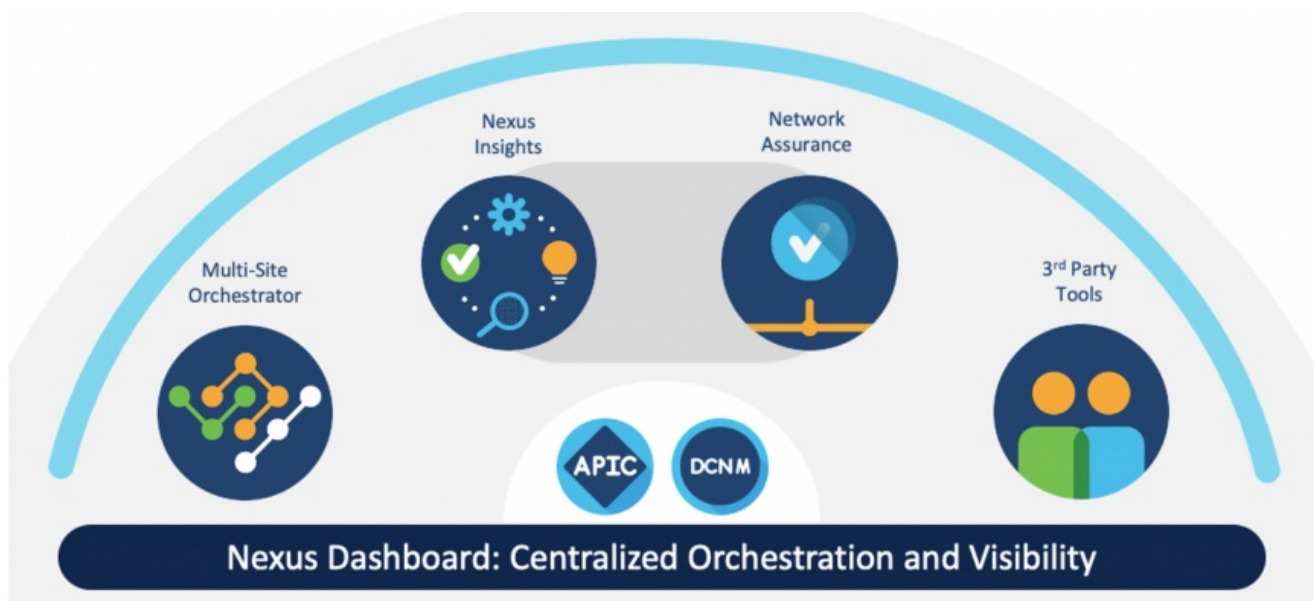 Nexus
Insights
Network
Assurance
Multi-Site
Orchestrator
3rd Party
Tools
APIC
DCNM
Nexus Dashboard: Centralized Orchestration and Visibility